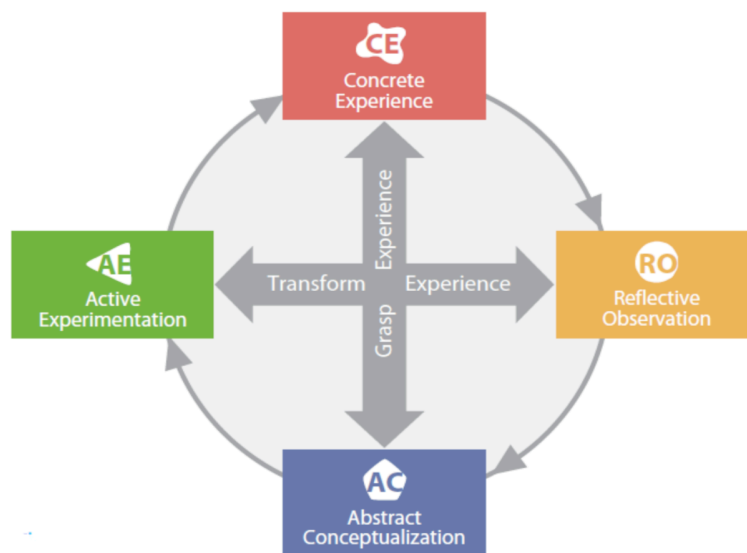 CE
Concrete
Experience
AE
Active
Experimentation
Transform Experience
Grasp Experience
RO
Reflective
Observation
AC
Abstract
Conceptualization